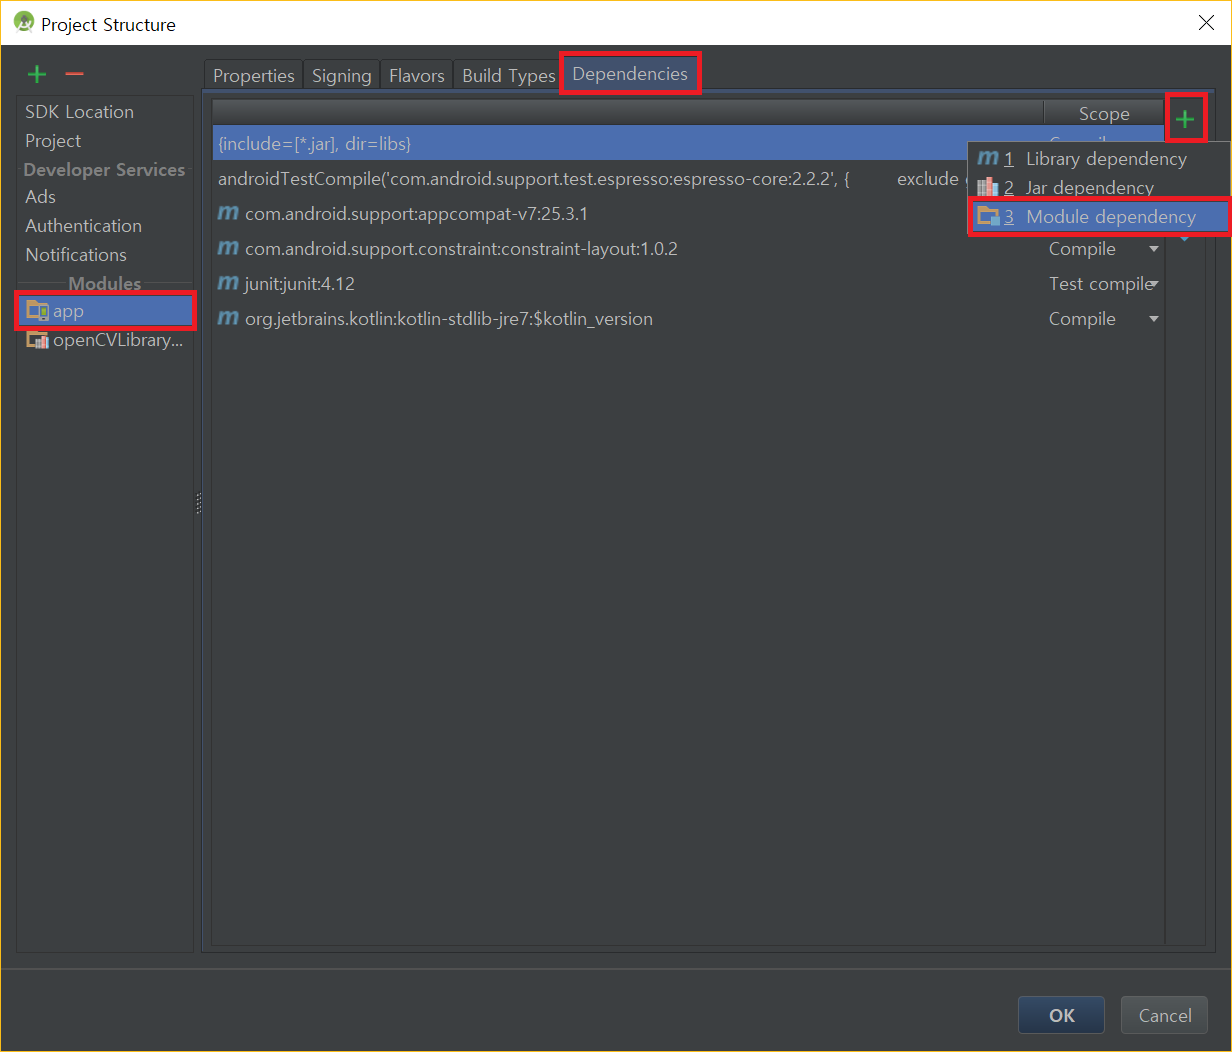 Project Structure
SDK Location
Project
Developer Services
Ads
Authentication
Notifications
Modules
app
openCVLibrary...
Properties
Signing
Flavors
Build Types
Dependencies
Scope
{include=[*.jar], dir=libs}
androidTestCompile('com.android.support.test.espresso:espresso-core:2.2.2', { exclude
m com.android.support:appcompat-v7:25.3.1
m com.android.support.constraint:constraint-layout:1.0.2 Compile
m junit:junit:4.12 Test compile
m org.jetbrains.kotlin:kotlin-stdlib-jre7:$kotlin_version Compile
m 1 Library dependency
2 Jar dependency
3 Module dependency
OK
Cancel